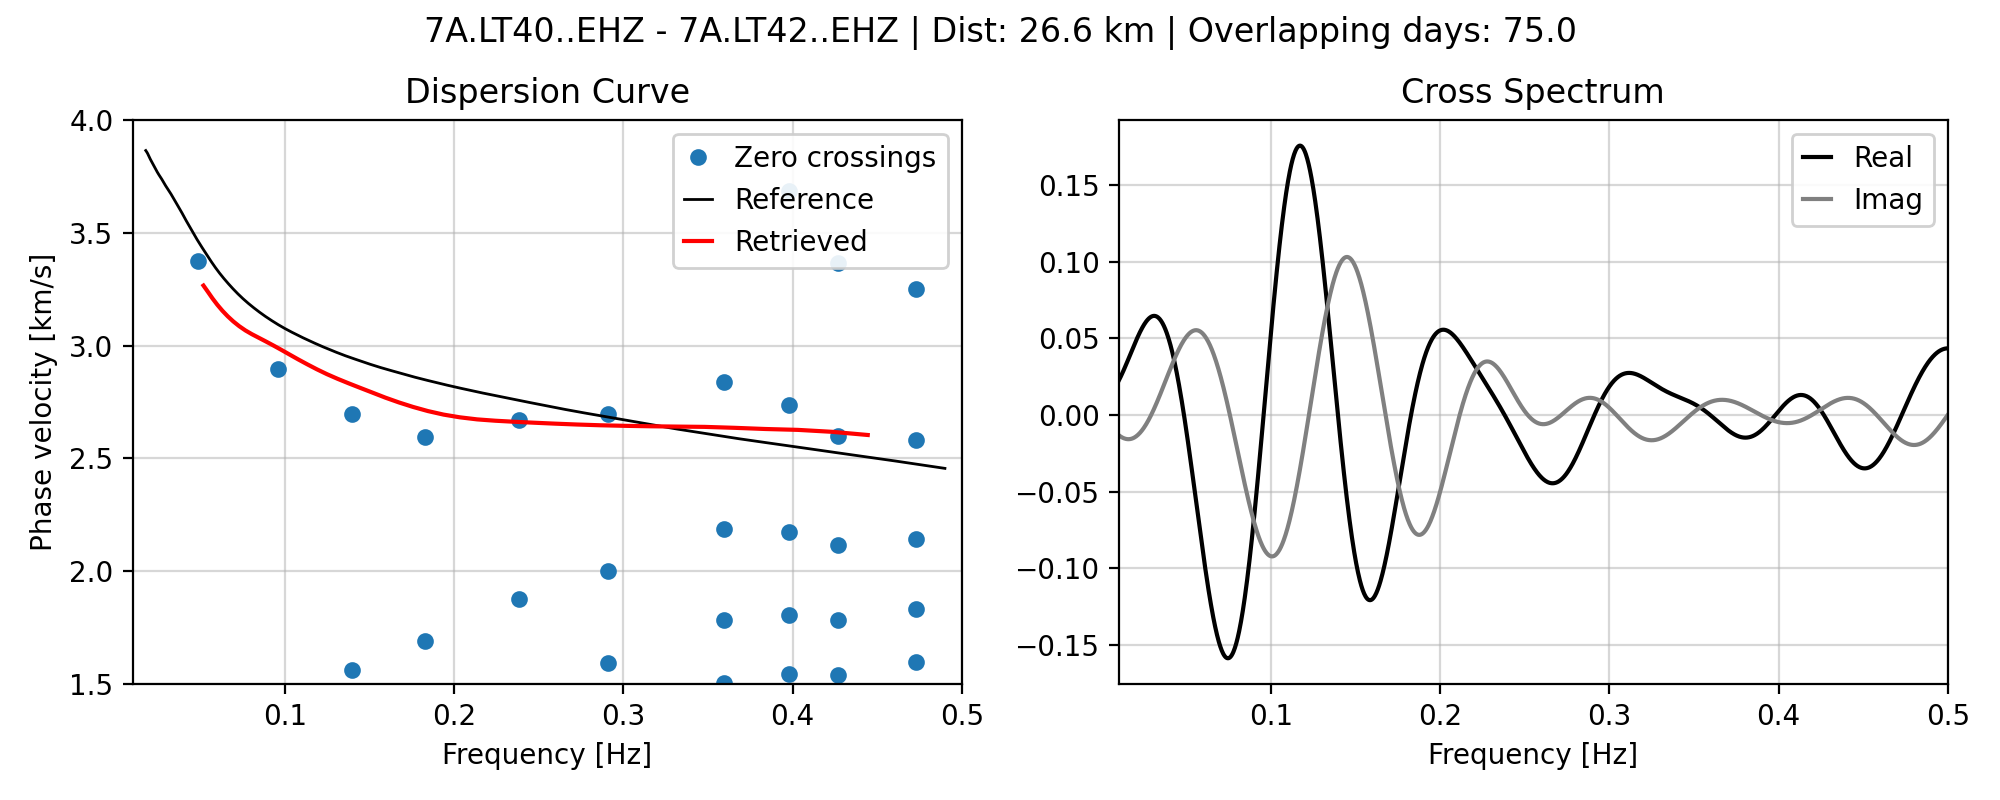 7A.LT40..EHZ - 7A.LT42..EHZ | Dist: 26.6 km | Overlapping days: 75.0
Dispersion Curve
4.0
3.5
3.0
2.5
2.0
1.5
Phase velocity [km/s]
0.1
0.2
0.3
0.4
0.5
Frequency [Hz]
Zero crossings
Reference
Retrieved
Cross Spectrum
0.15
0.10
0.05
0.00
−0.05
−0.10
−0.15
0.1
0.2
0.3
0.4
0.5
Frequency [Hz]
Real
Imag